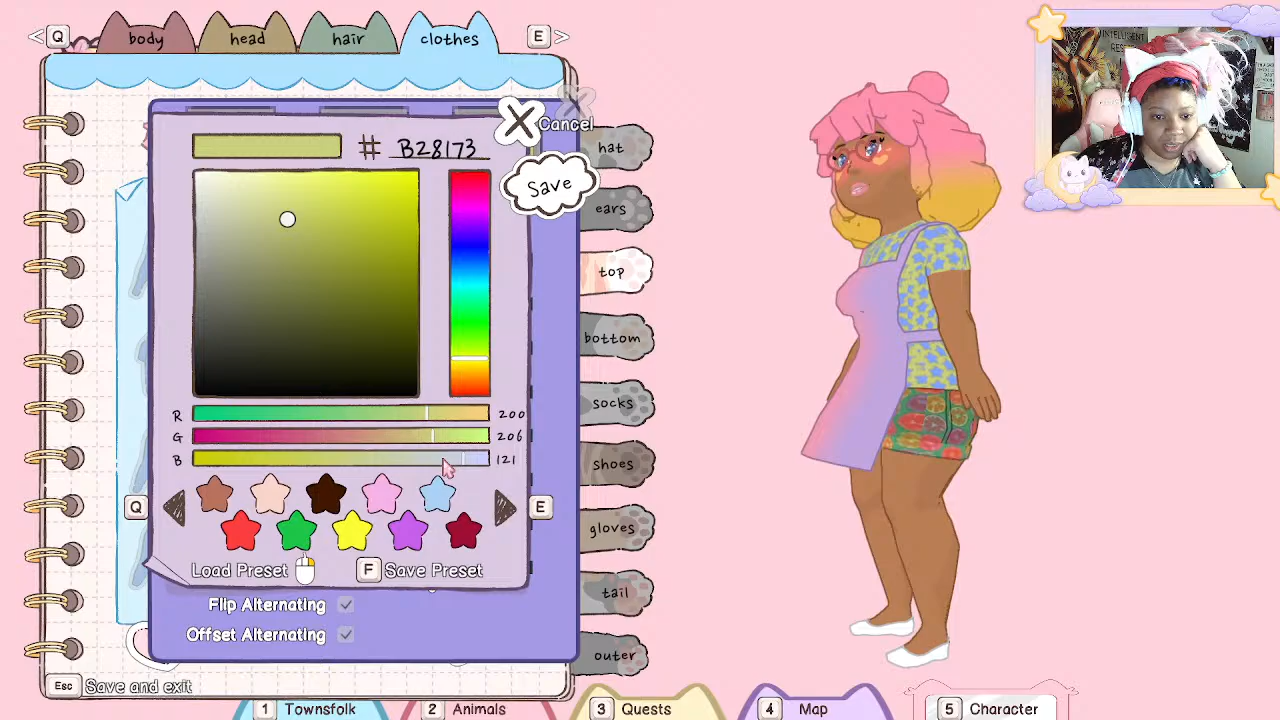 < Q body head hair clothes E >
# B28173
Cancel
Save
hat
ears
top
bottom
socks
shoes
gloves
tail
outer
R 200
G 206
B 121
Q E
Load Preset F Save Preset
Flip Alternating
Offset Alternating
Esc Save and exit
1 Townsfolk 2 Animals 3 Quests 4 Map 5 Character